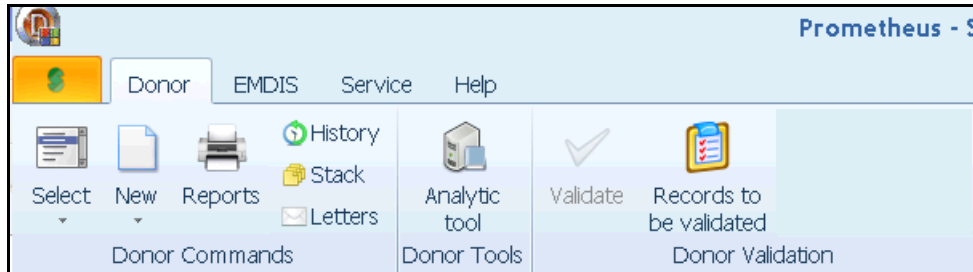 Prometheus - S
Donor EMDIS Service Help
History
Stack
Letters
Select New Reports
Analytic
tool
Validate
Records to
be validated
Donor Commands Donor Tools Donor Validation